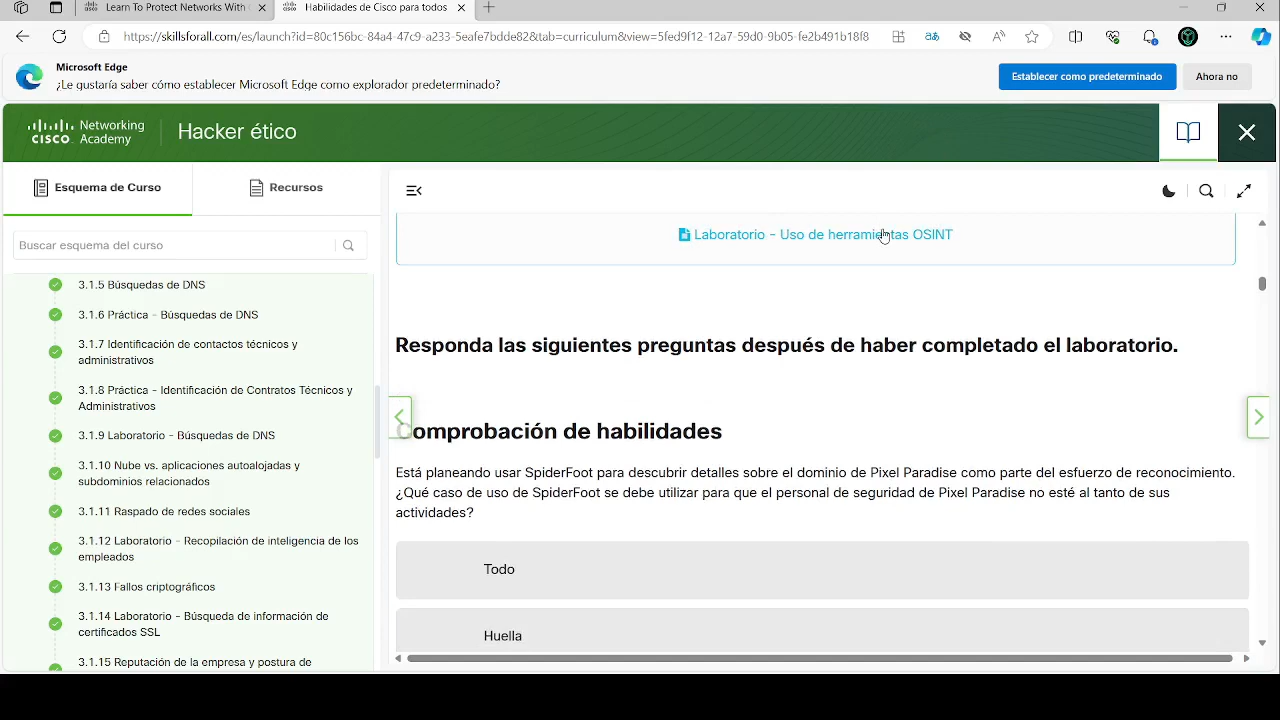 Learn To Protect Networks With
Habilidades de Cisco para todos
https://skillsforall.com/es/launch?id=80c156bc-84a4-47c9-a233-5eafe7bdde82&tab=curriculum&view=5fed9f12-12a7-59d0-9b05-fe2b491b18f8
Microsoft Edge
¿Le gustaría saber cómo establecer Microsoft Edge como explorador predeterminado?
Establecer como predeterminado
Ahora no
Networking
CISCO Academy
Hacker ético
Esquema de Curso
Recursos
Buscar esquema del curso
3.1.5 Búsquedas de DNS
3.1.6 Práctica - Búsquedas de DNS
3.1.7 Identificación de contactos técnicos y
administrativos
3.1.8 Práctica - Identificación de Contratos Técnicos y
Administrativos
3.1.9 Laboratorio - Búsquedas de DNS
3.1.10 Nube vs. aplicaciones autoalojadas y
subdominios relacionados
3.1.11 Raspado de redes sociales
3.1.12 Laboratorio - Recopilación de inteligencia de los
empleados
3.1.13 Fallos criptográficos
3.1.14 Laboratorio - Búsqueda de información de
certificados SSL
3.1.15 Reputación de la empresa y postura de
Laboratorio - Uso de herramientas OSINT
Responda las siguientes preguntas después de haber completado el laboratorio.
Comprobación de habilidades
Está planeando usar SpiderFoot para descubrir detalles sobre el dominio de Pixel Paradise como parte del esfuerzo de reconocimiento.
¿Qué caso de uso de SpiderFoot se debe utilizar para que el personal de seguridad de Pixel Paradise no esté al tanto de sus
actividades?
Todo
Huella